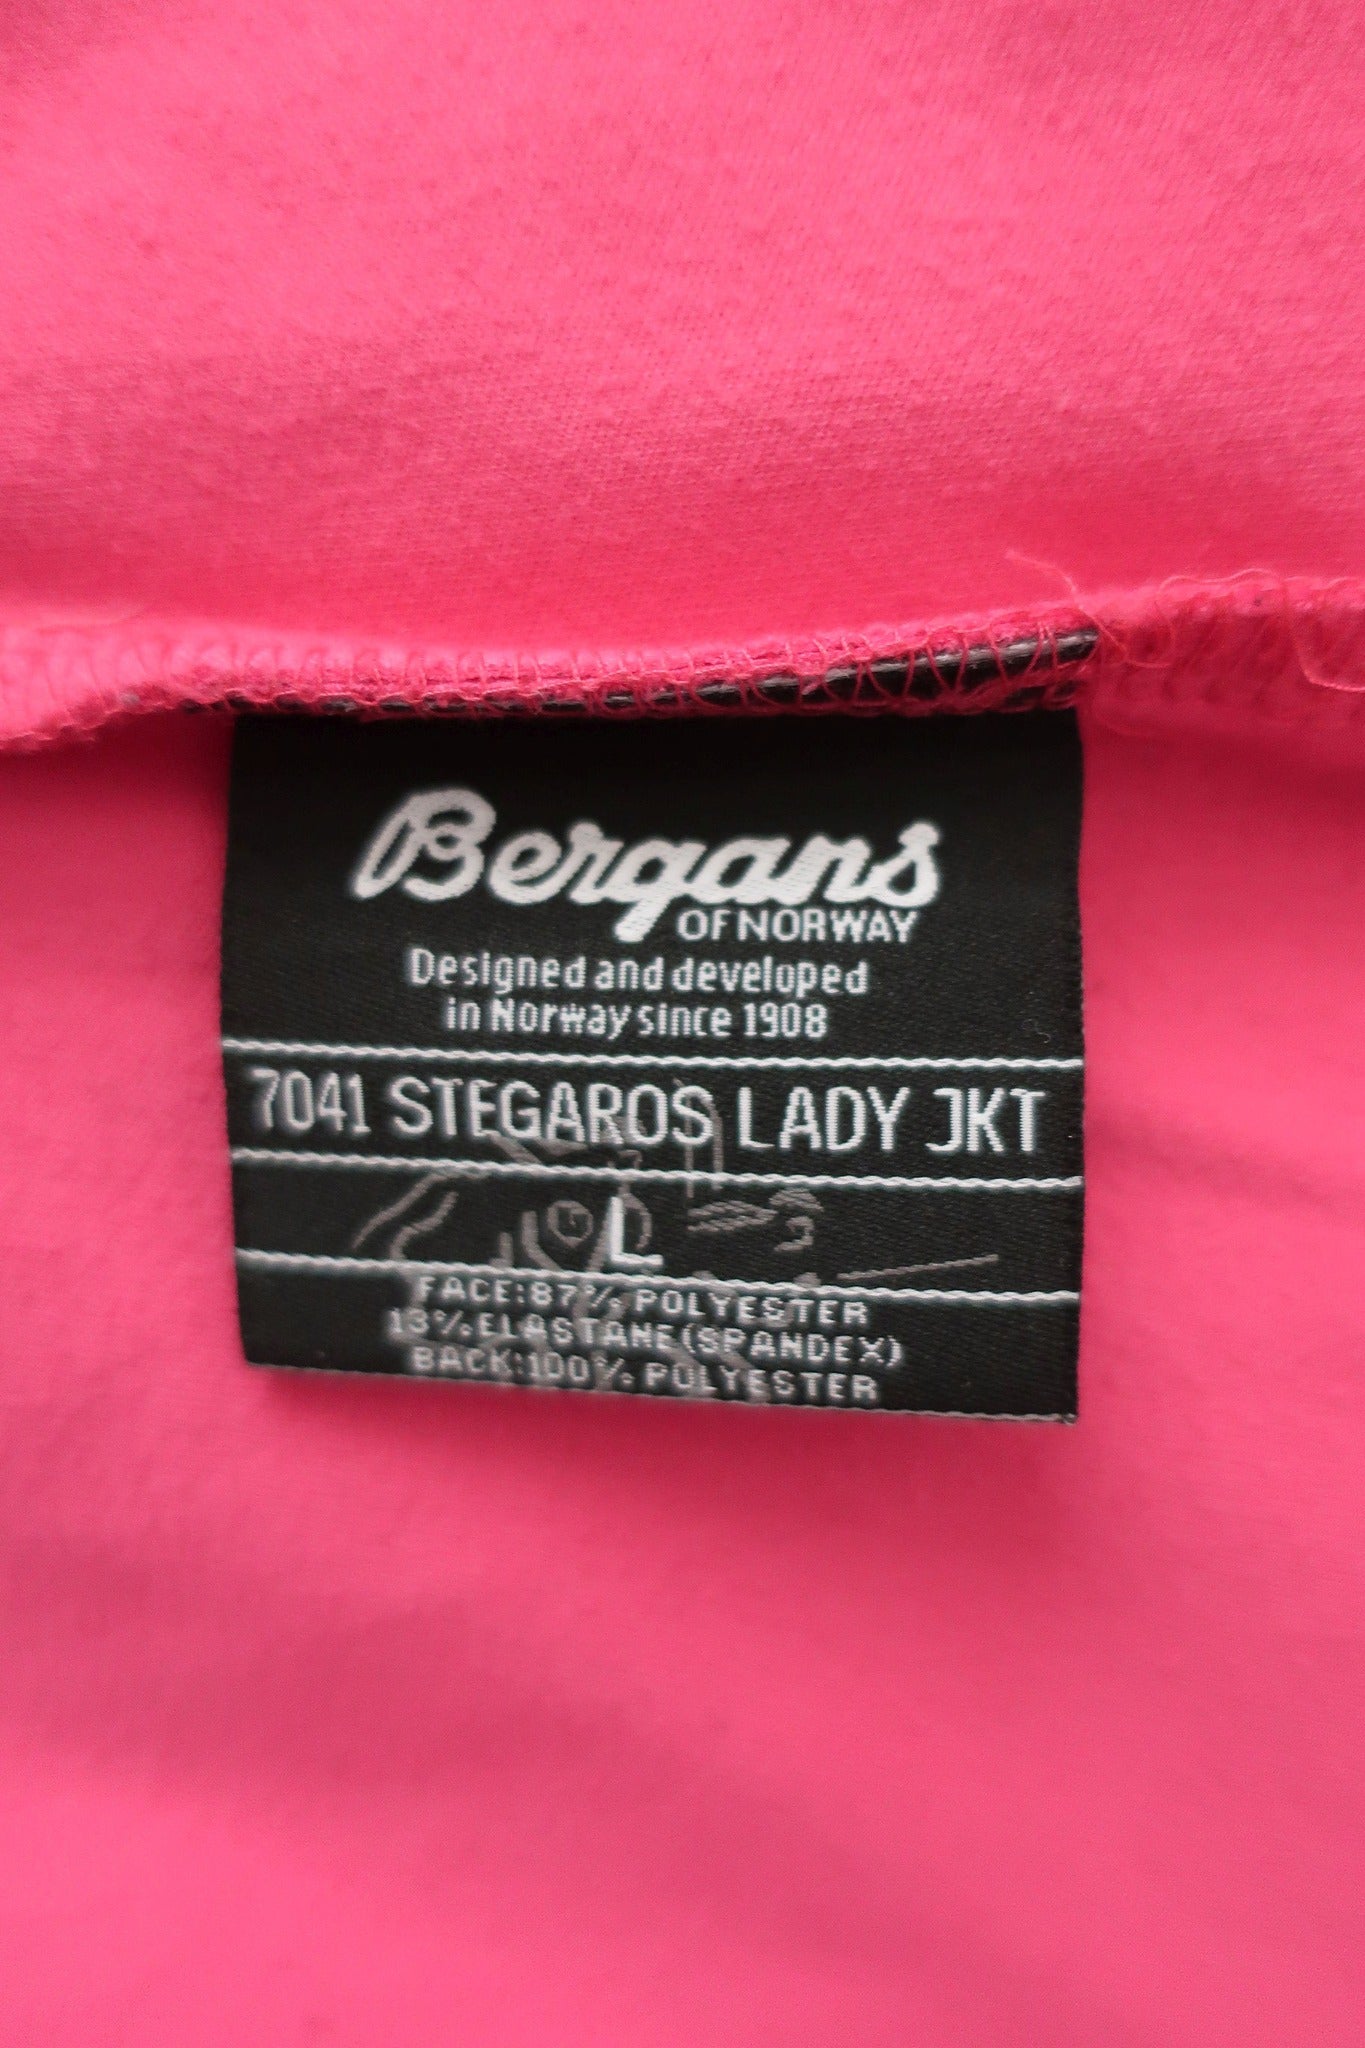 Bergans
OF NORWAY
Designed and developed
in Norway since 1908
7041 STEGAROS LADY JKT
L
FACE:87% POLYESTER
13% ELASTANE(SPANDEX)
BACK:100% POLYESTER